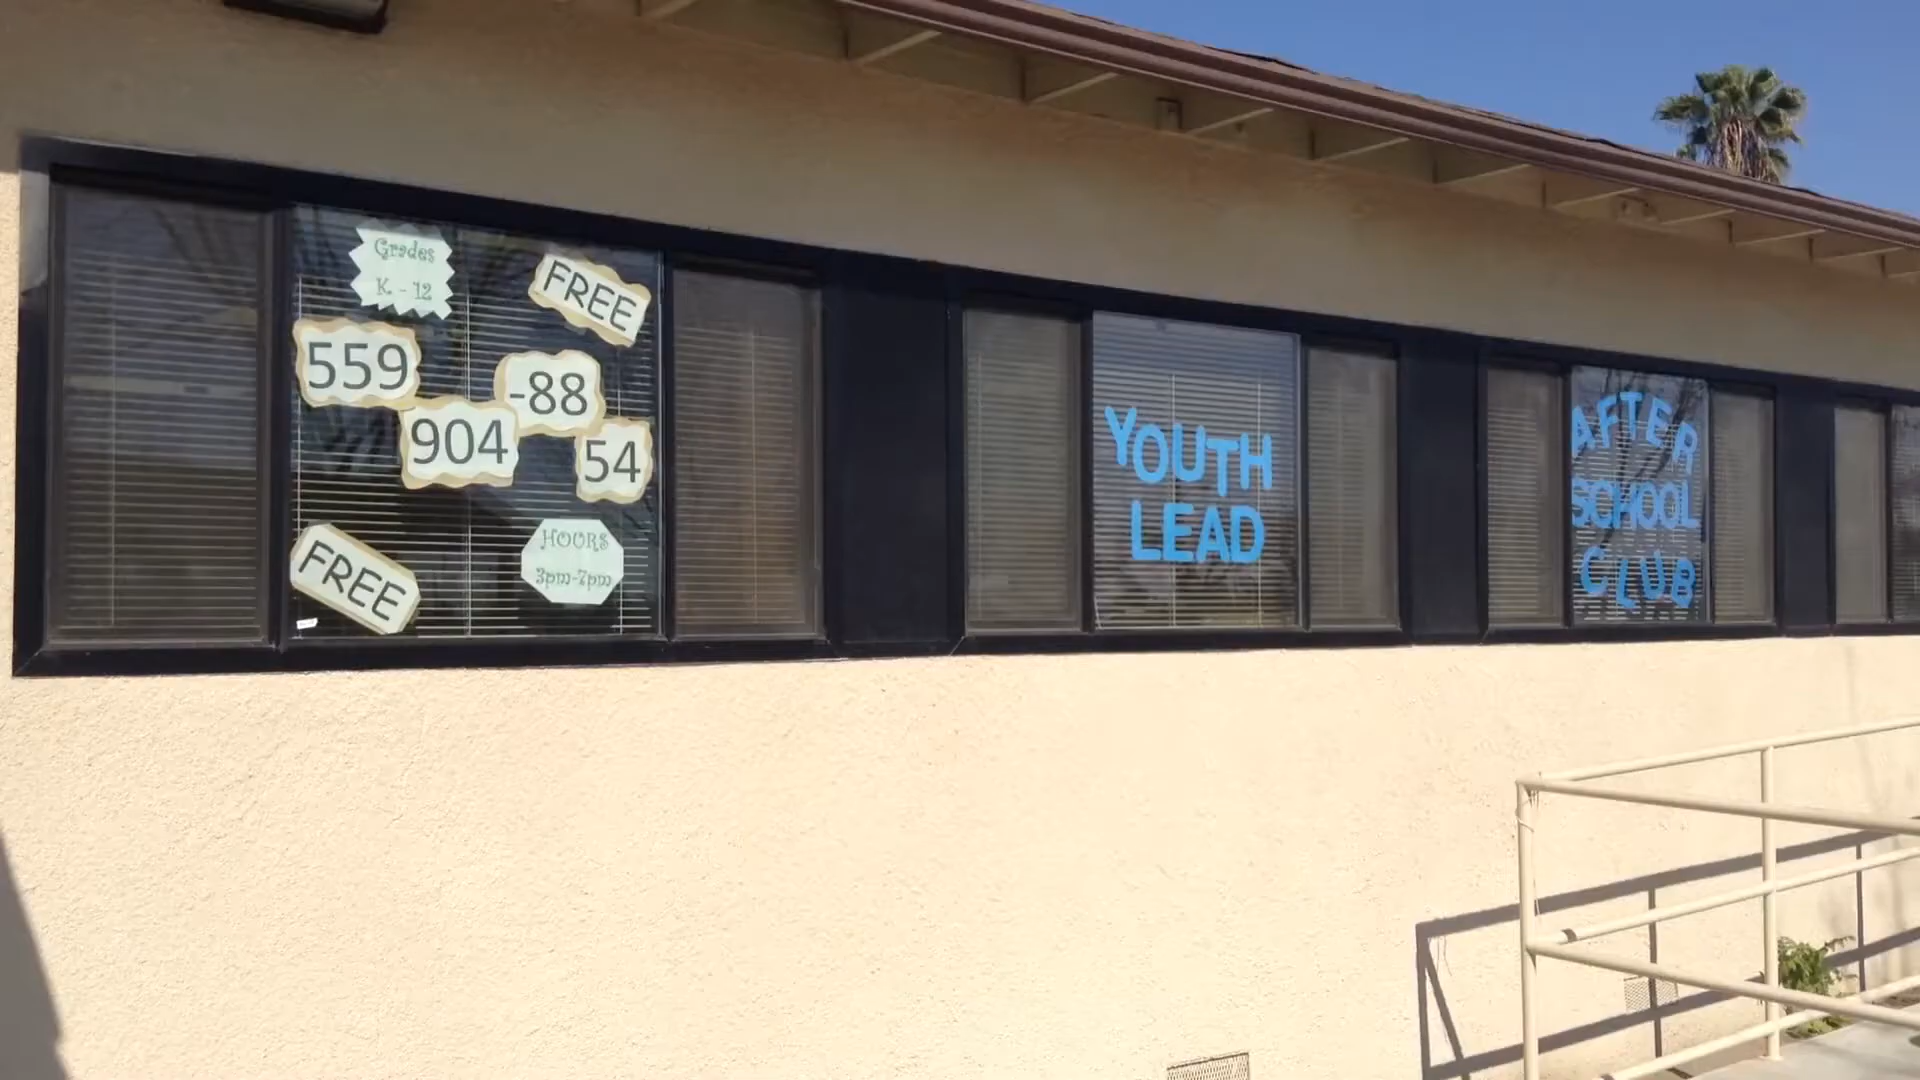 Grades
K - 12
FREE
559
904
-88
54
FREE
HOURS
3pm-7pm
YOUTH
LEAD
AFTER
SCHOOL
CLUB